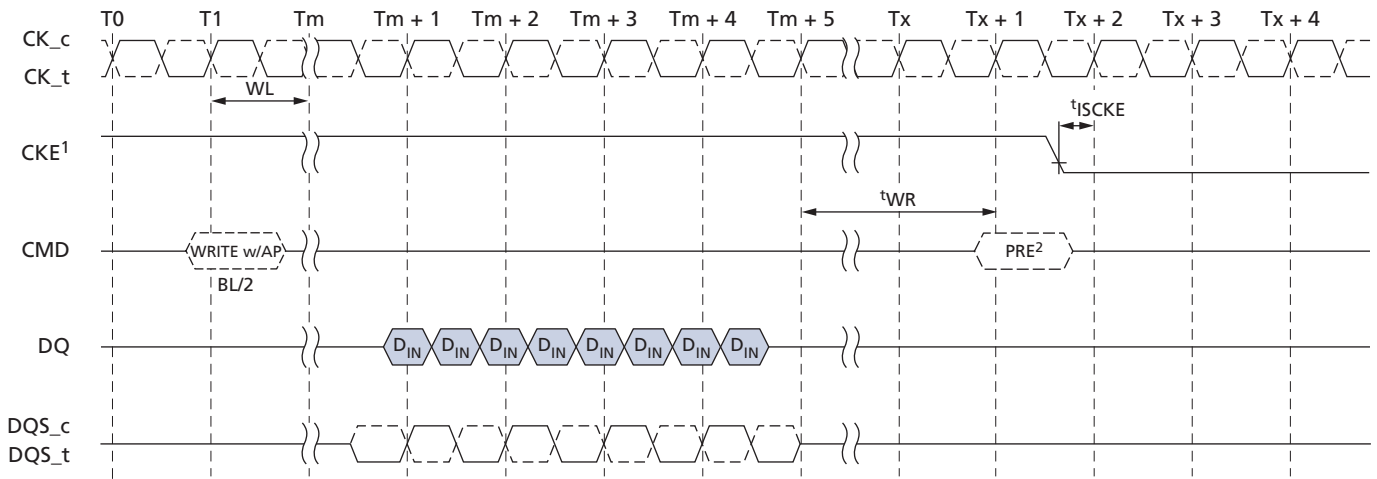 T0 T1 Tm Tm + 1 Tm + 2 Tm + 3 Tm + 4 Tm + 5 Tx Tx + 1 Tx + 2 Tx + 3 Tx + 4
CK_c
CK_t
WL
tISCKE
CKE1
tWR
CMD WRITE w/AP PRE2
BL/2
DQ DIN DIN DIN DIN DIN DIN DIN DIN
DQS_c
DQS_t